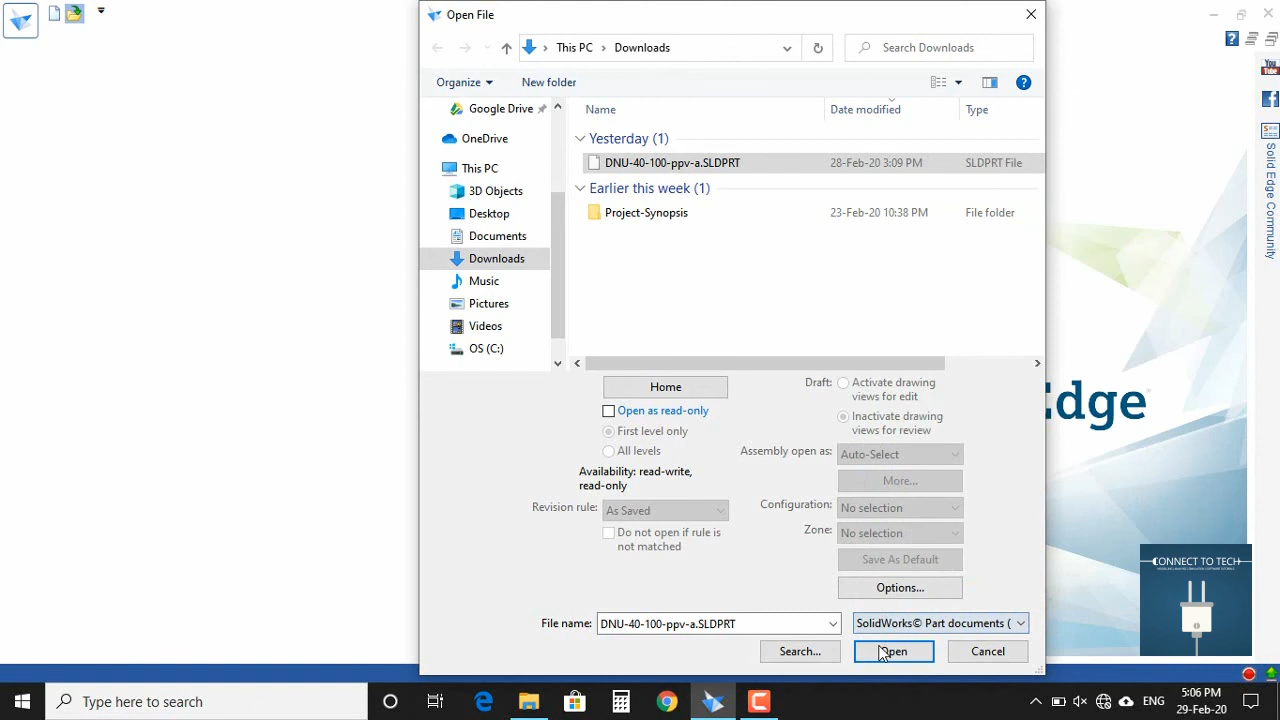 Open File
This PC
Downloads
Search Downloads
Organize
New folder
Name
Date modified
Type
Google Drive
OneDrive
This PC
3D Objects
Desktop
Documents
Downloads
Music
Pictures
Videos
OS (C:)
Yesterday (1)
DNU-40-100-ppv-a.SLDPRT
28-Feb-20 3:09 PM
SLDPRT File
Earlier this week (1)
Project-Synopsis
23-Feb-20 10:38 PM
File folder
Home
Open as read-only
First level only
All levels
Availability: read-write,
read-only
Revision rule:
As Saved
Do not open if rule is
not matched
Draft:
Activate drawing
views for edit
Inactivate drawing
views for review
Assembly open as:
Auto-Select
More...
Configuration:
No selection
Zone:
No selection
Save As Default
Options...
File name:
DNU-40-100-ppv-a.SLDPRT
SolidWorks© Part documents (
Search...
Open
Cancel
You
Tube
Solid Edge Community
Edge
CONNECT TO TECH
Type here to search
ENG
5:06 PM
29-Feb-20